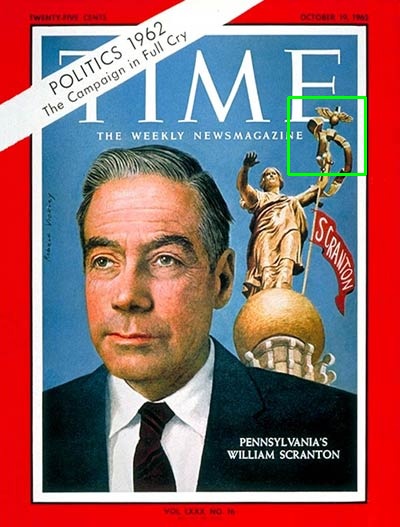 TWENTY-FIVE CENTS
OCTOBER 19, 1962
POLITICS 1962
The Campaign in Full Cry
TIME
THE WEEKLY NEWSMAGAZINE
SCRANTON
PENNSYLVANIA'S
WILLIAM SCRANTON
VOL. LXXX NO. 16